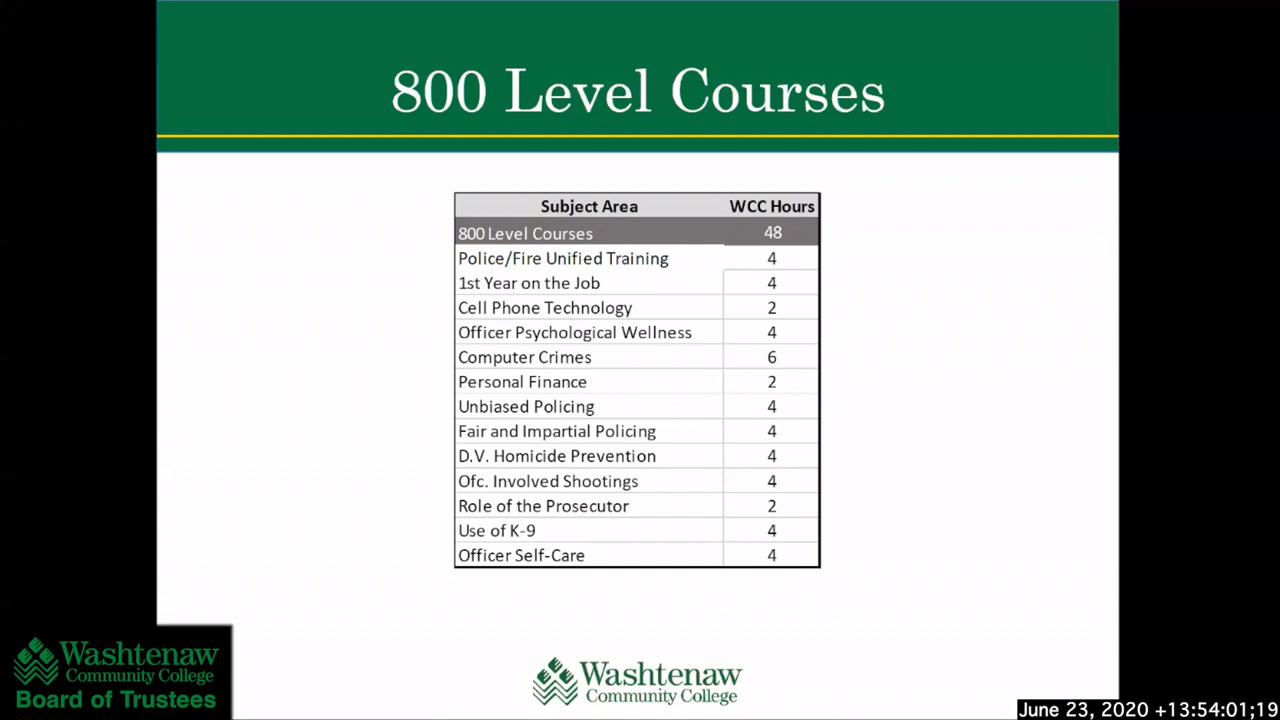 800 Level Courses
Subject Area WCC Hours
800 Level Courses 48
Police/Fire Unified Training 4
1st Year on the Job 4
Cell Phone Technology 2
Officer Psychological Wellness 4
Computer Crimes 6
Personal Finance 2
Unbiased Policing 4
Fair and Impartial Policing 4
D.V. Homicide Prevention 4
Ofc. Involved Shootings 4
Role of the Prosecutor 2
Use of K-9 4
Officer Self-Care 4
Washtenaw
Community College
Board of Trustees
Washtenaw
Community College
June 23, 2020 +13:54:01;19